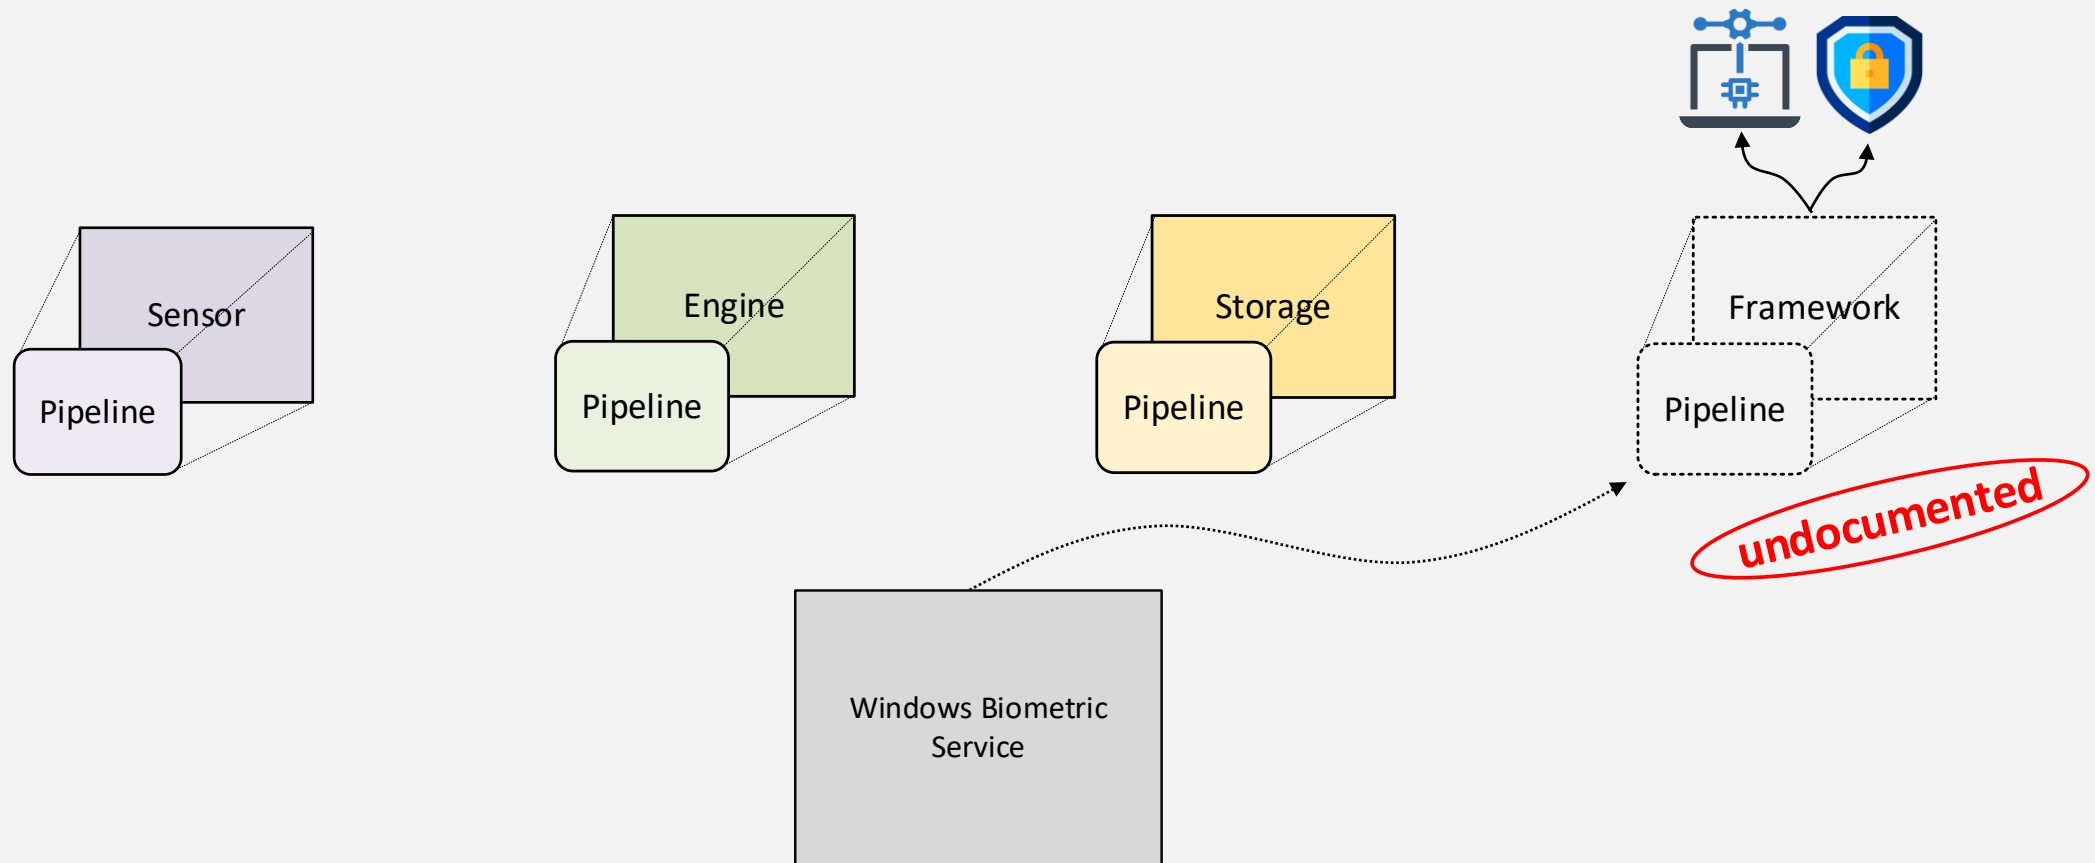 Sensor
Pipeline
Engine
Pipeline
Storage
Pipeline
Framework
Pipeline
undocumented
Windows Biometric
Service